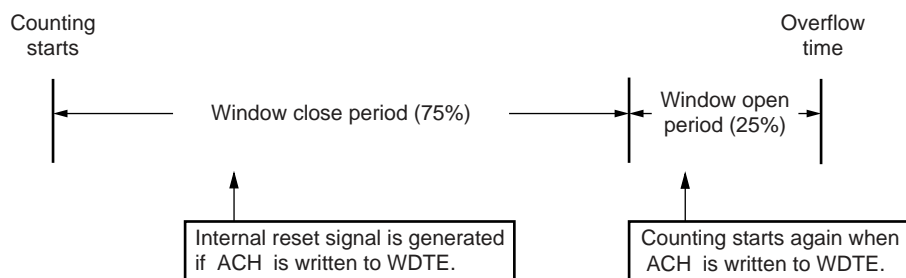 Counting
starts
Overflow
time
Window close period (75%)
Window open
period (25%)
Internal reset signal is generated
if ACH is written to WDTE.
Counting starts again when
ACH is written to WDTE.